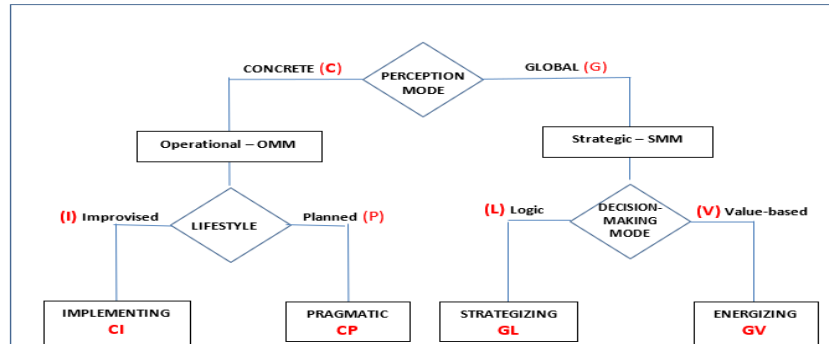 CONCRETE (C)
GLOBAL (G)
PERCEPTION
MODE
Operational – OMM
Strategic – SMM
(I) Improvised
LIFESTYLE
Planned (P)
(L) Logic
DECISION-
MAKING
MODE
(V) Value-based
IMPLEMENTING
CI
PRAGMATIC
CP
STRATEGIZING
GL
ENERGIZING
GV